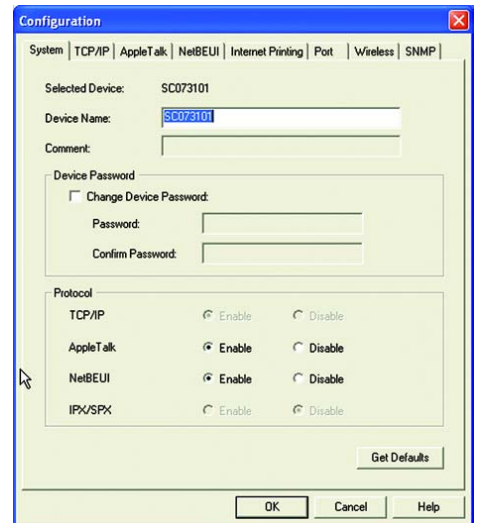 Configuration
System TCP/IP AppleTalk NetBEUI Internet Printing Port Wireless SNMP
Selected Device: SC073101
Device Name: SC073101
Comment:
Device Password
Change Device Password:
Password:
Confirm Password:
Protocol
TCP/IP Enable Disable
AppleTalk Enable Disable
NetBEUI Enable Disable
IPX/SPX Enable Disable
Get Defaults
OK Cancel Help